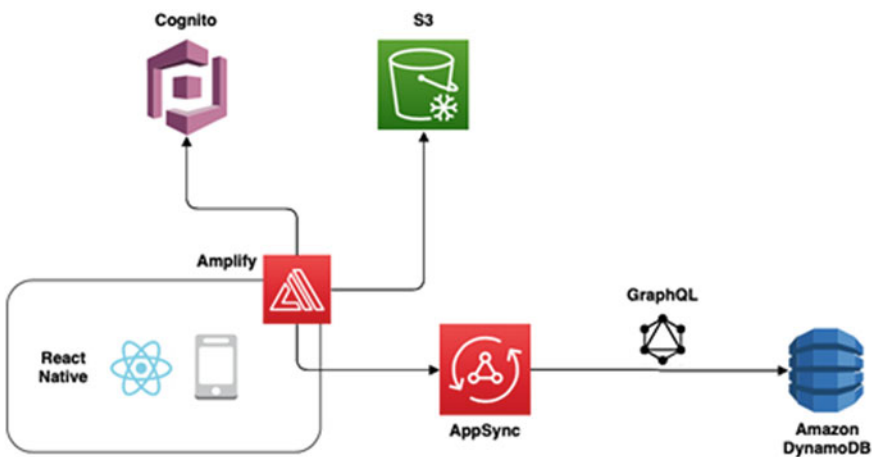 Cognito
S3
Amplify
GraphQL
React
Native
AppSync
Amazon
DynamoDB